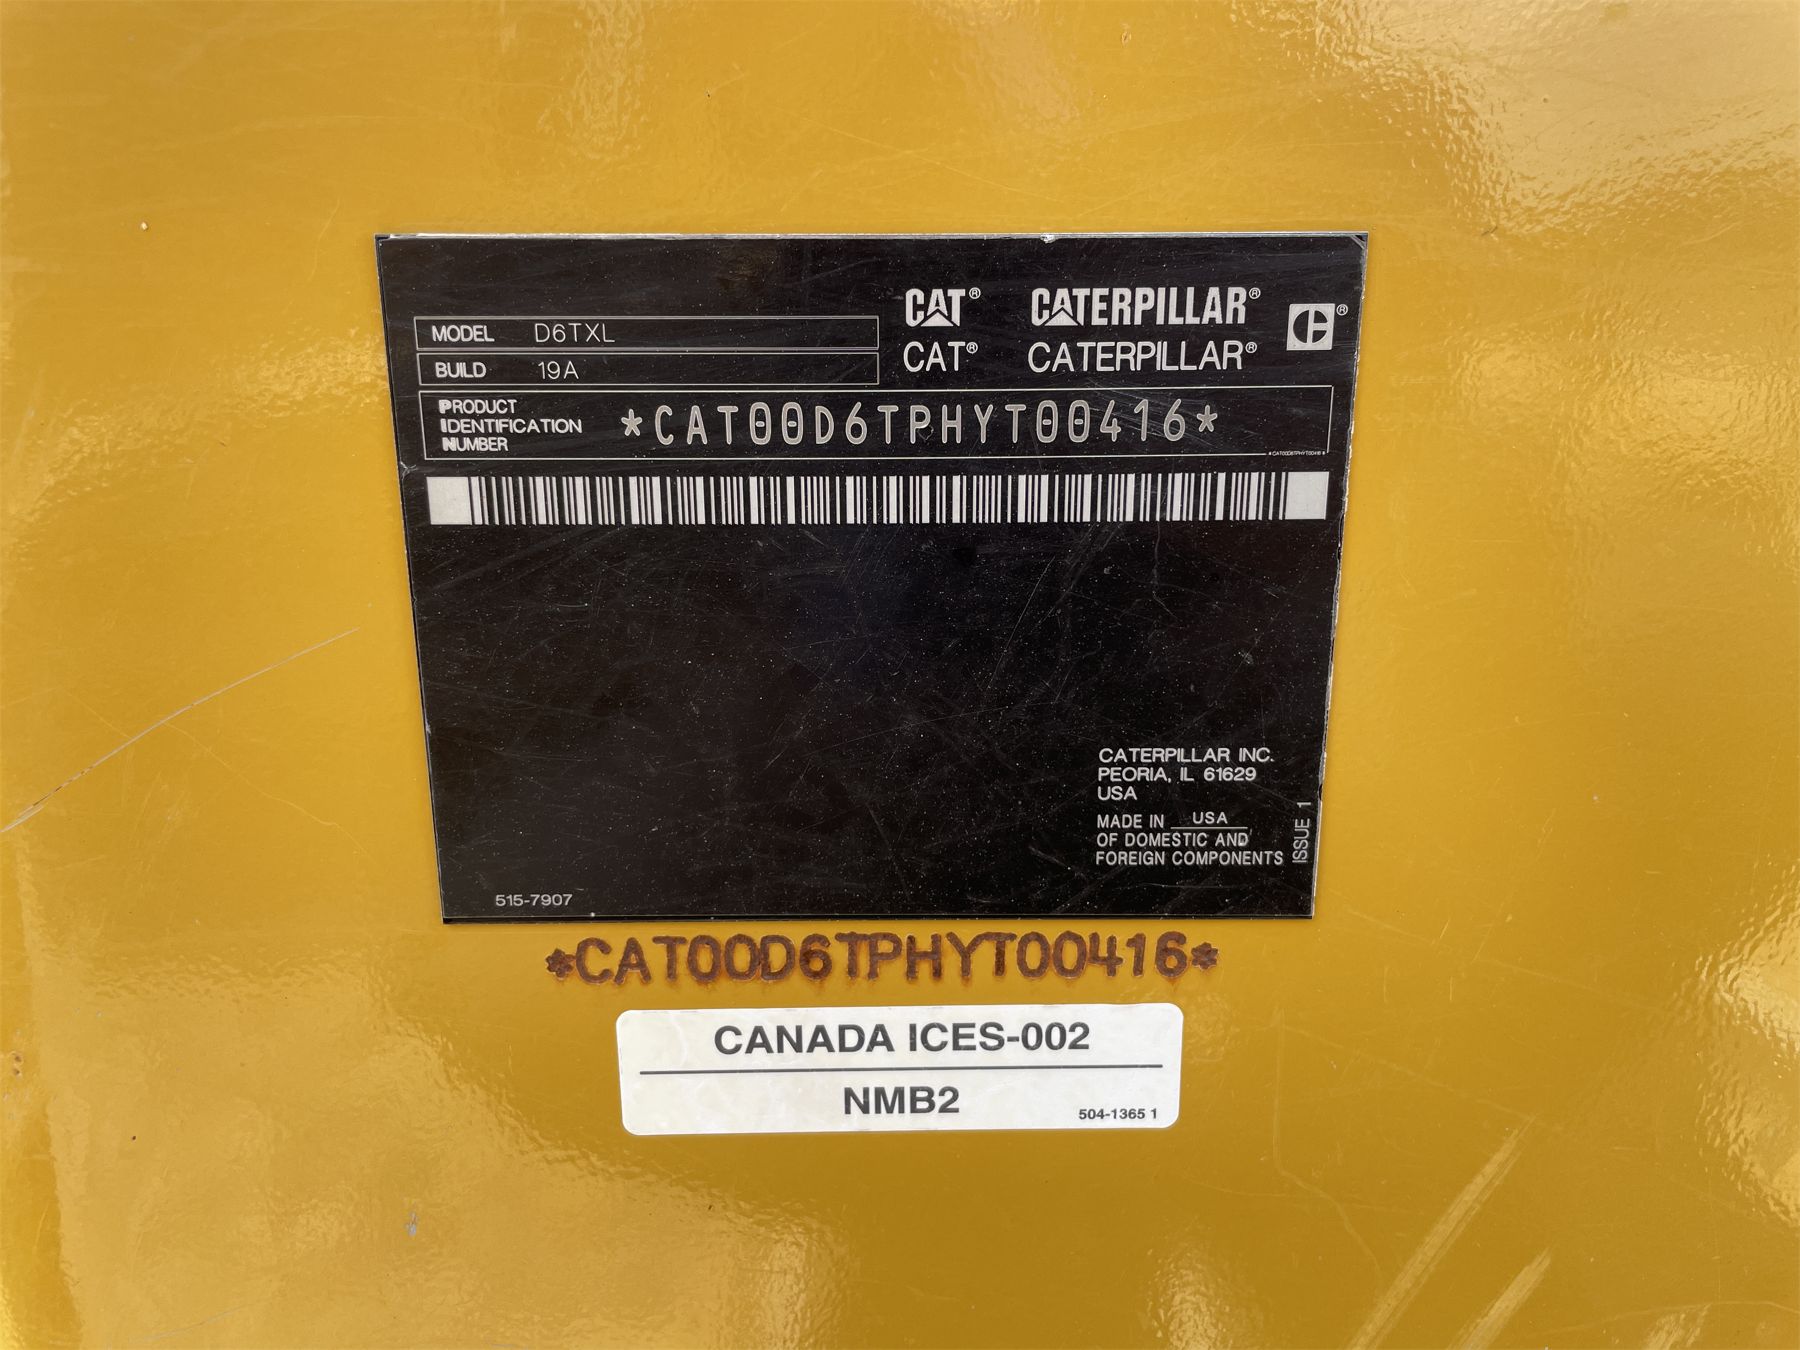 CAT® CATERPILLAR®
MODEL D6TXL
CAT® CATERPILLAR®
BUILD 19A
PRODUCT
IDENTIFICATION
NUMBER
*CAT00D6TPHYT00416*
*CAT00D6TPHYT00416*
CATERPILLAR INC.
PEORIA, IL 61629
USA
MADE IN USA
OF DOMESTIC AND
FOREIGN COMPONENTS
ISSUE 1
515-7907
*CAT00D6TPHYT00416*
CANADA ICES-002
NMB2
504-1365 1